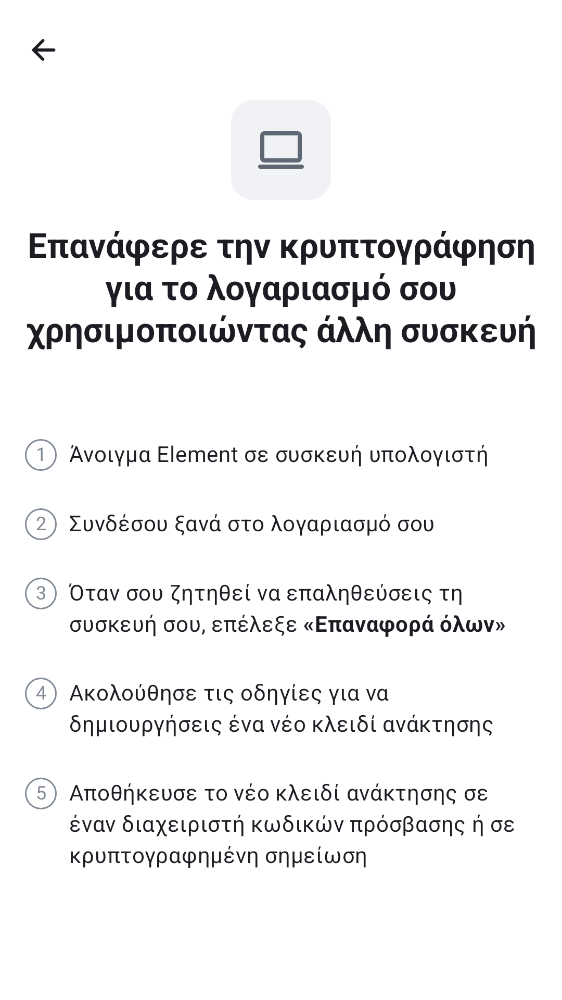 Επανάφερε την κρυπτογράφηση
για το λογαριασμό σου
χρησιμοποιώντας άλλη συσκευή
1 Άνοιγμα Element σε συσκευή υπολογιστή
2 Συνδέσου ξανά στο λογαριασμό σου
3 Όταν σου ζητηθεί να επαληθεύσεις τη
συσκευή σου, επέλεξε «Επαναφορά όλων»
4 Ακολούθησε τις οδηγίες για να
δημιουργήσεις ένα νέο κλειδί ανάκτησης
5 Αποθήκευσε το νέο κλειδί ανάκτησης σε
έναν διαχειριστή κωδικών πρόσβασης ή σε
κρυπτογραφημένη σημείωση